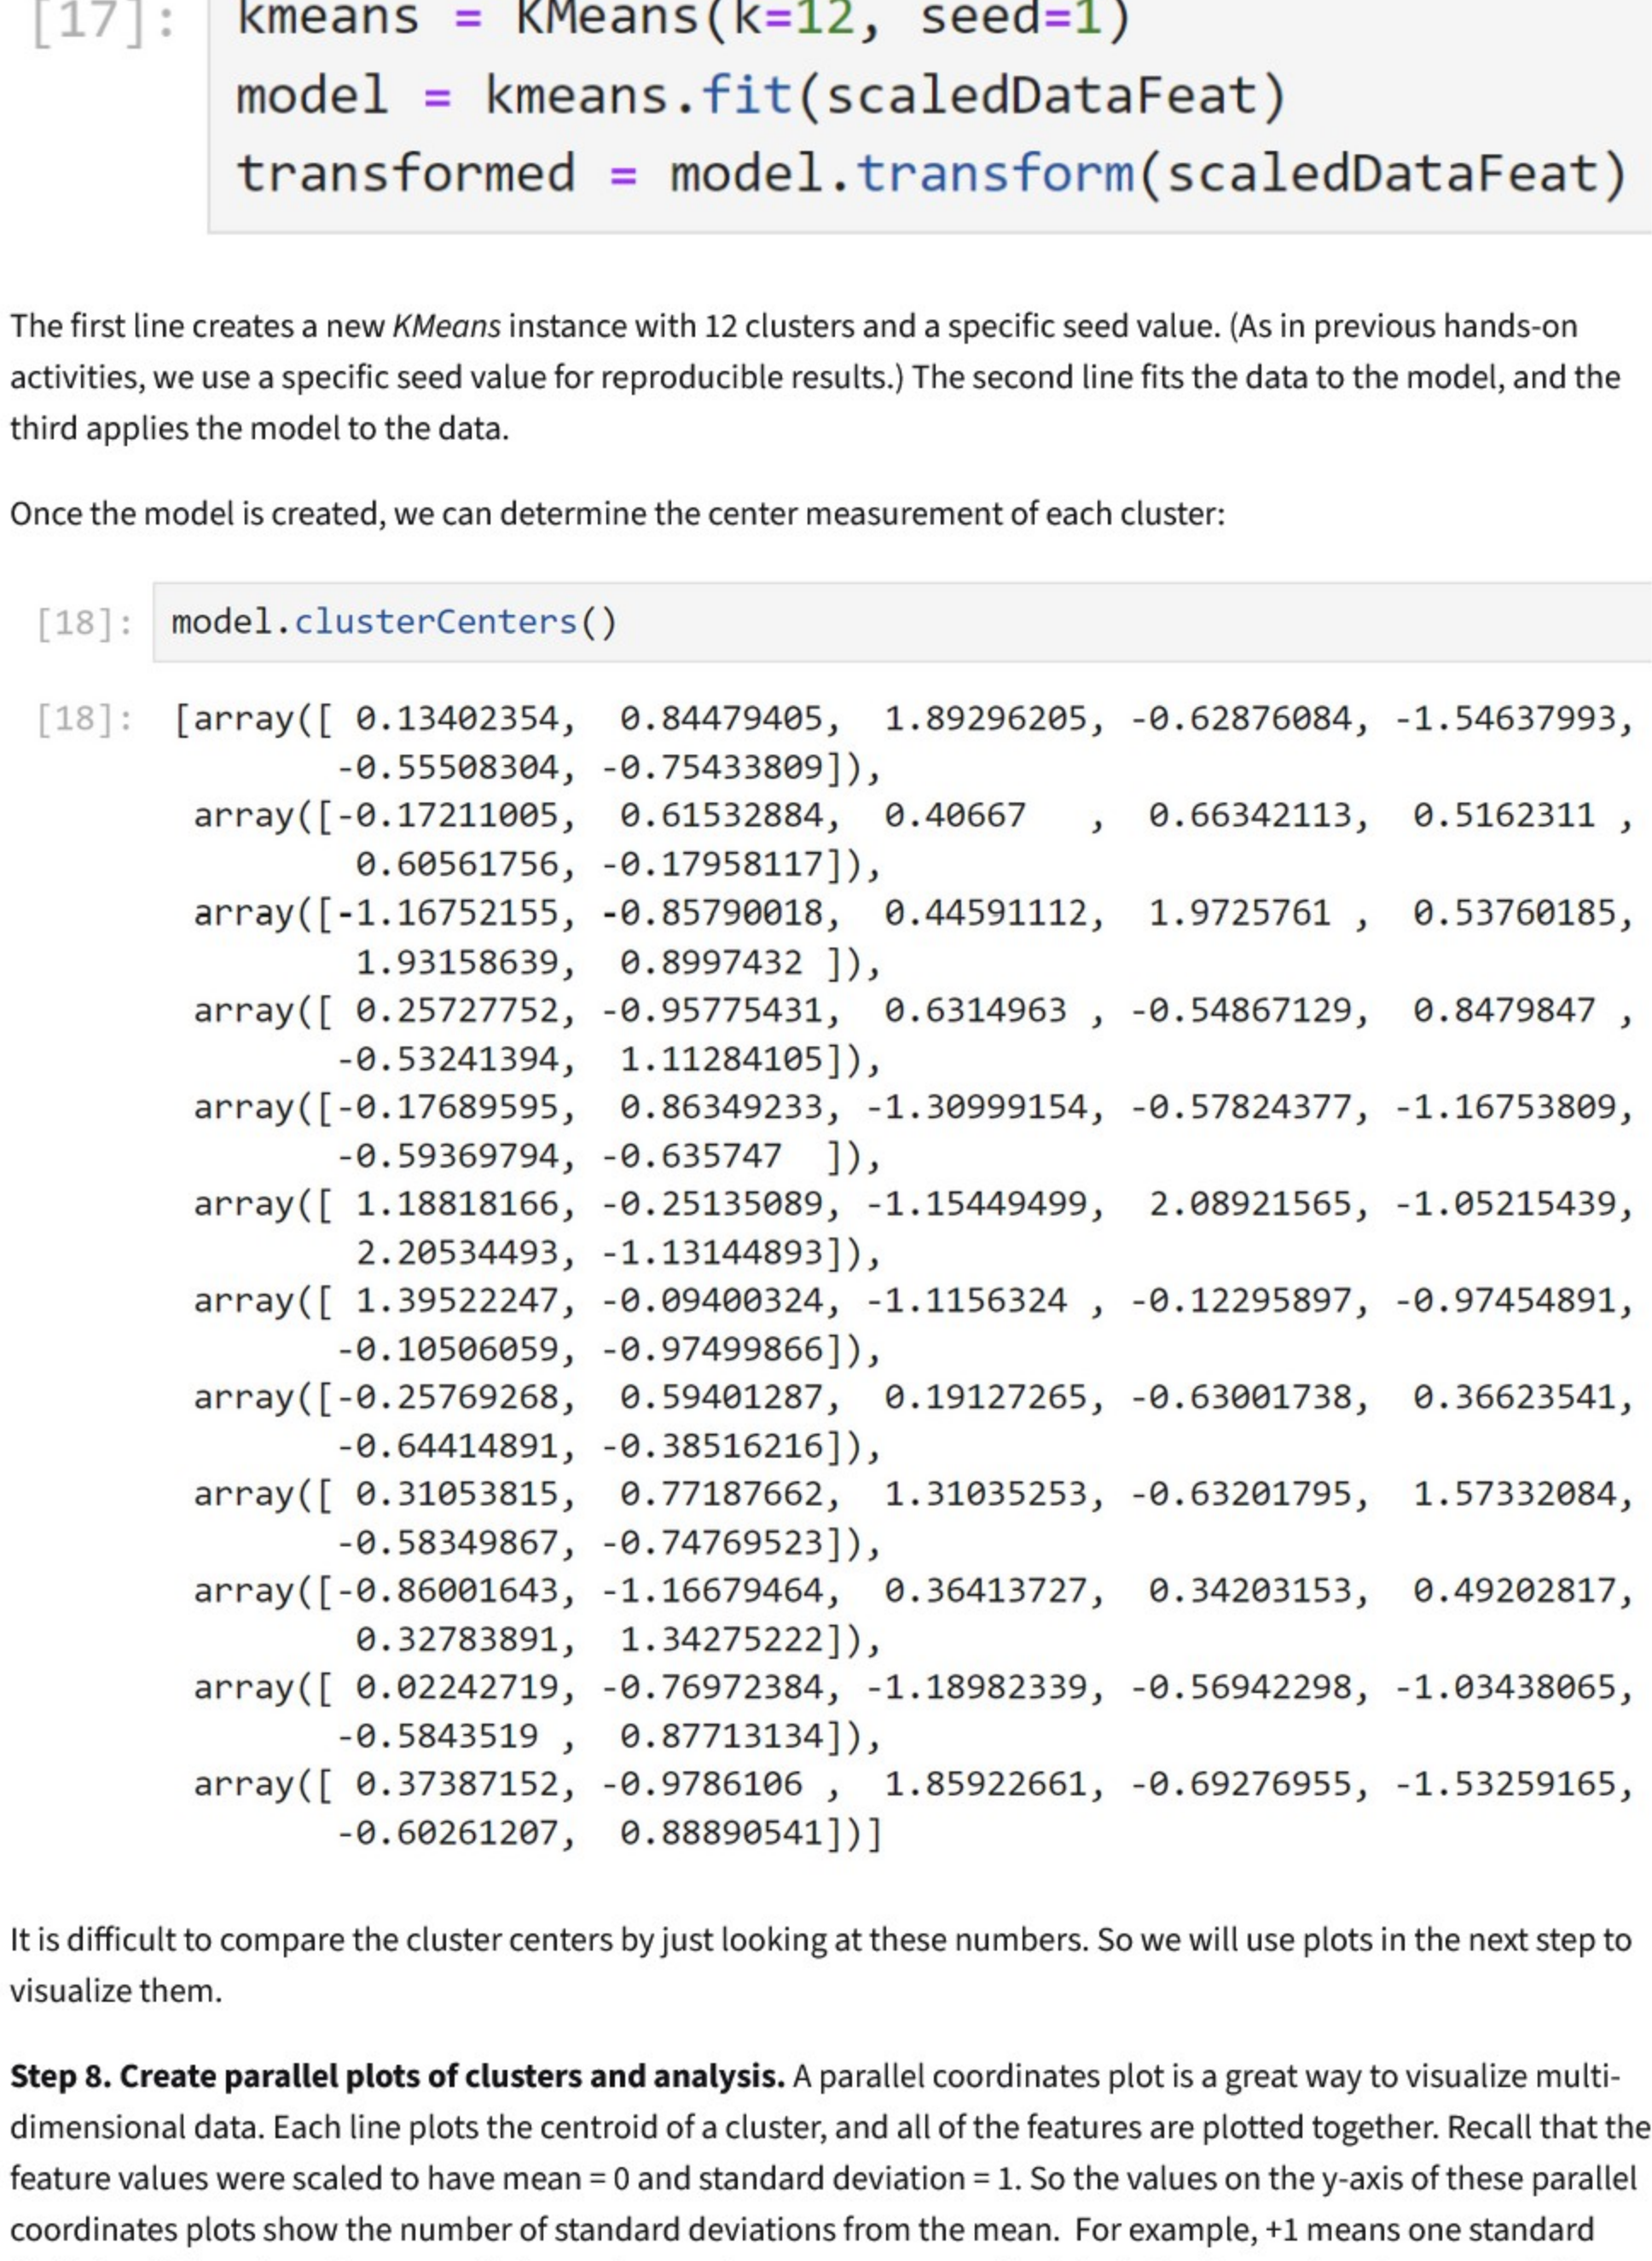 [17]: kmeans = KMeans(k=12, seed=1)
model = kmeans.fit(scaledDataFeat)
transformed = model.transform(scaledDataFeat)
The first line creates a new KMeans instance with 12 clusters and a specific seed value. (As in previous hands-on
activities, we use a specific seed value for reproducible results.) The second line fits the data to the model, and the
third applies the model to the data.
Once the model is created, we can determine the center measurement of each cluster:
[18]: model.clusterCenters()
[18]: [array([ 0.13402354,  0.84479405,  1.89296205, -0.62876084, -1.54637993,
-0.55508304, -0.75433809]),
array([-0.17211005,  0.61532884,  0.40667   ,  0.66342113,  0.5162311 ,
0.60561756, -0.17958117]),
array([-1.16752155, -0.85790018,  0.44591112,  1.9725761 ,  0.53760185,
1.93158639,  0.8997432 ]),
array([ 0.25727752, -0.95775431,  0.6314963 , -0.54867129,  0.8479847 ,
-0.53241394,  1.11284105]),
array([-0.17689595,  0.86349233, -1.30999154, -0.57824377, -1.16753809,
-0.59369794, -0.635747  ]),
array([ 1.18818166, -0.25135089, -1.15449499,  2.08921565, -1.05215439,
2.20534493, -1.13144893]),
array([ 1.39522247, -0.09400324, -1.1156324 , -0.12295897, -0.97454891,
-0.10506059, -0.97499866]),
array([-0.25769268,  0.59401287,  0.19127265, -0.63001738,  0.36623541,
-0.64414891, -0.38516216]),
array([ 0.31053815,  0.77187662,  1.31035253, -0.63201795,  1.57332084,
-0.58349867, -0.74769523]),
array([-0.86001643, -1.16679464,  0.36413727,  0.34203153,  0.49202817,
0.32783891,  1.34275222]),
array([ 0.02242719, -0.76972384, -1.18982339, -0.56942298, -1.03438065,
-0.5843519 ,  0.87713134]),
array([ 0.37387152, -0.9786106 ,  1.85922661, -0.69276955, -1.53259165,
-0.60261207,  0.88890541])]
It is difficult to compare the cluster centers by just looking at these numbers. So we will use plots in the next step to
visualize them.
Step 8. Create parallel plots of clusters and analysis. A parallel coordinates plot is a great way to visualize multi-
dimensional data. Each line plots the centroid of a cluster, and all of the features are plotted together. Recall that the
feature values were scaled to have mean = 0 and standard deviation = 1. So the values on the y-axis of these parallel
coordinates plots show the number of standard deviations from the mean. For example, +1 means one standard